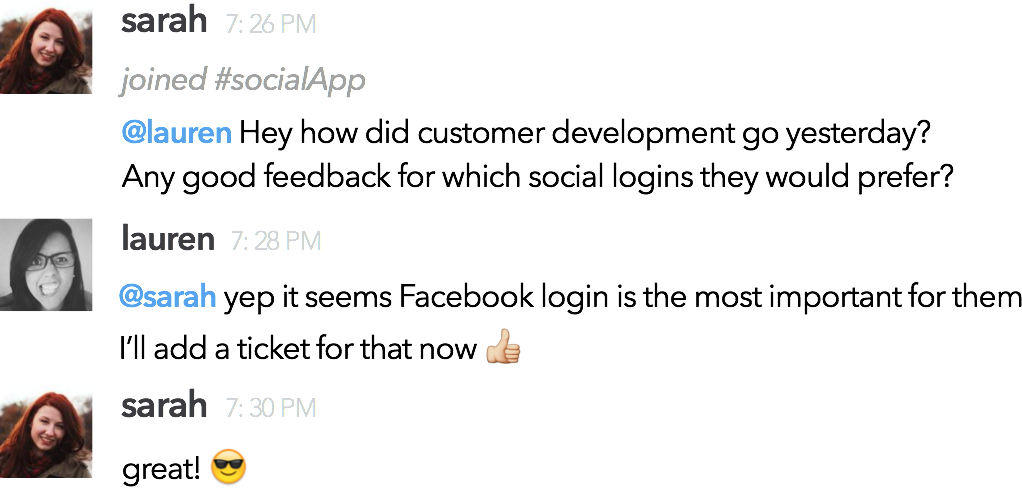 sarah 7: 26 PM
joined #socialApp
@lauren Hey how did customer development go yesterday?
Any good feedback for which social logins they would prefer?
lauren 7: 28 PM
@sarah yep it seems Facebook login is the most important for them
I’ll add a ticket for that now 👍🏼
sarah 7: 30 PM
great! 😎